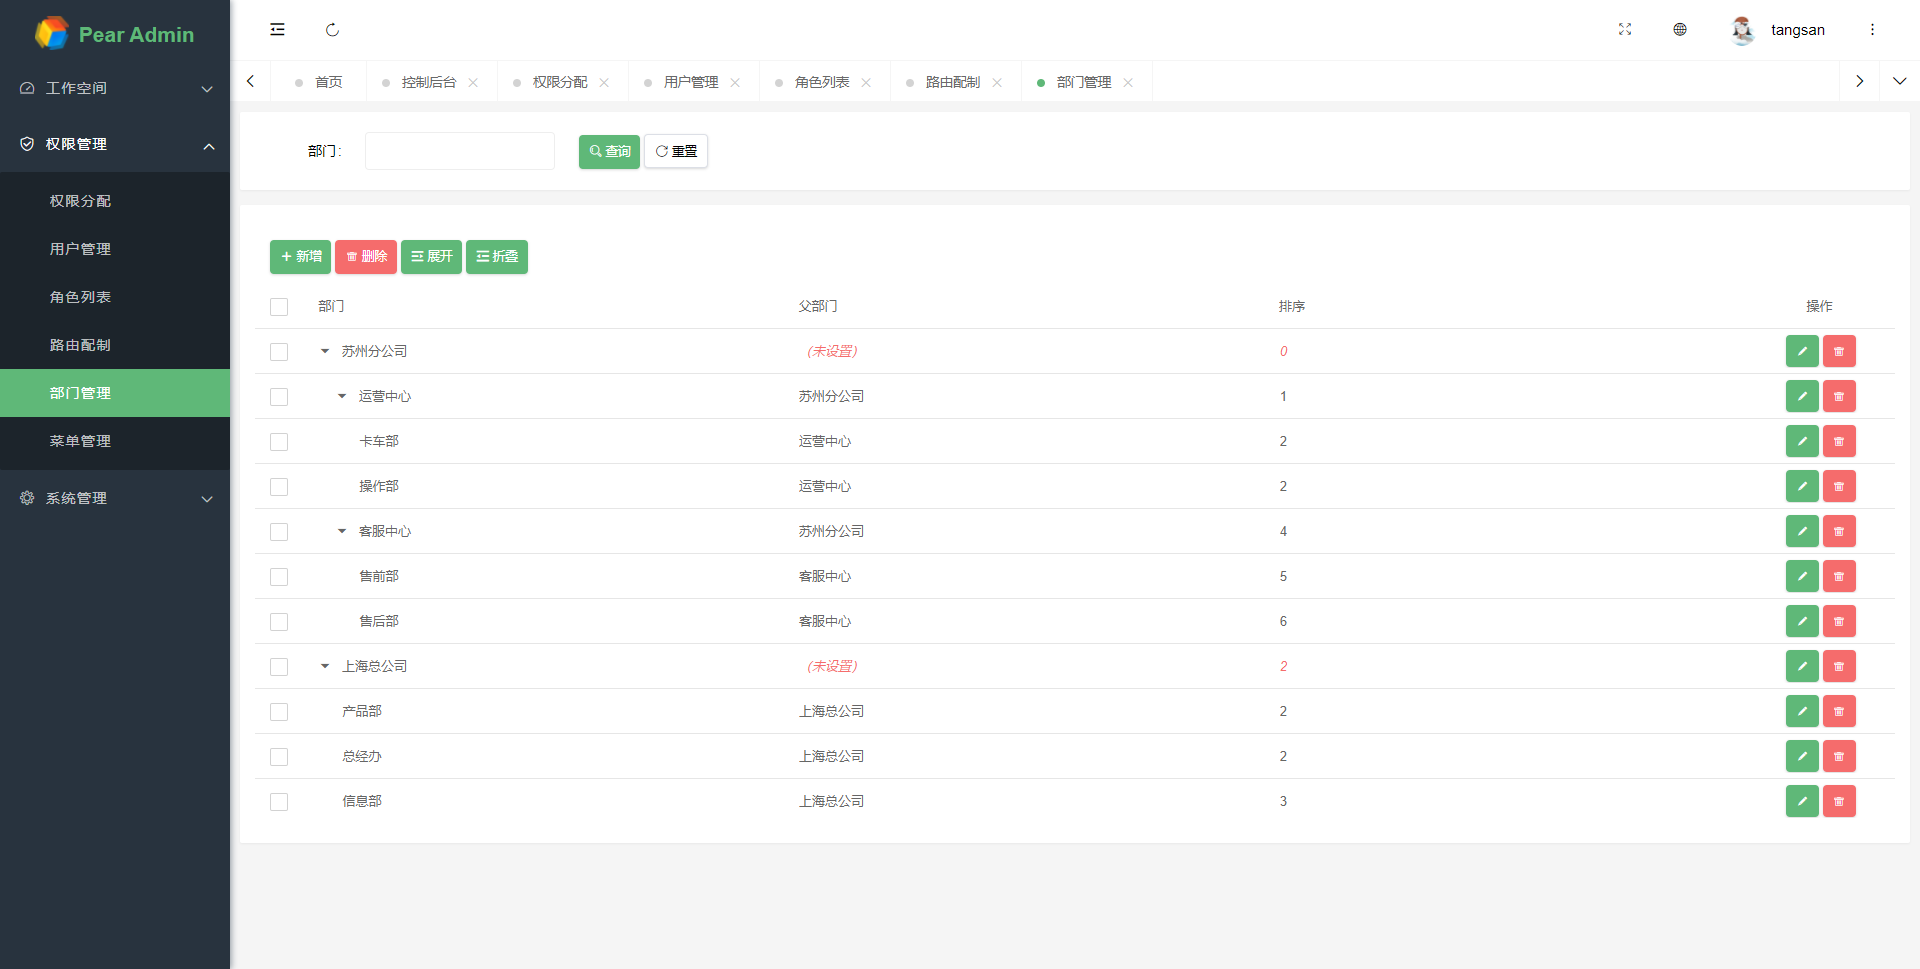 Pear Admin
tangsan
工作空间
权限管理
权限分配
用户管理
角色列表
路由配制
部门管理
菜单管理
系统管理
首页 控制后台 权限分配 用户管理 角色列表 路由配制 部门管理
部门: 查询 重置
新增 删除 展开 折叠
部门 父部门 排序 操作
苏州分公司 (未设置) 0
运营中心 苏州分公司 1
卡车部 运营中心 2
操作部 运营中心 2
客服中心 苏州分公司 4
售前部 客服中心 5
售后部 客服中心 6
上海总公司 (未设置) 2
产品部 上海总公司 2
总经办 上海总公司 2
信息部 上海总公司 3